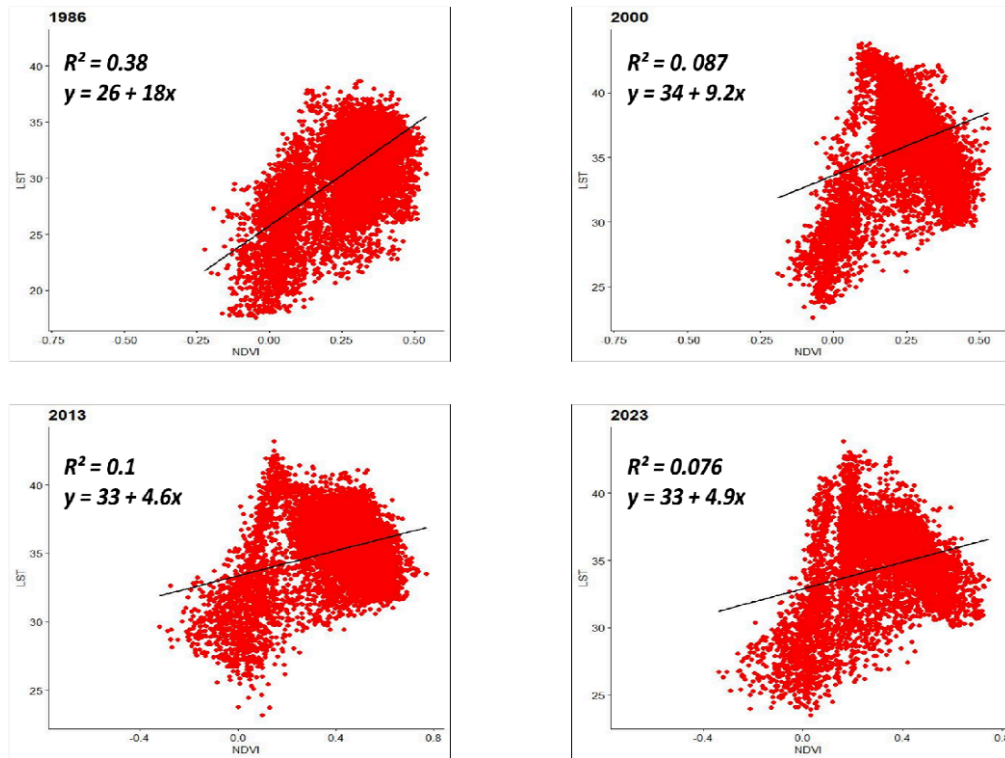 1986
R² = 0.38
y = 26 + 18x
40
35
30
25
20
LST
-0.75
-0.50
-0.25
0.00
0.25
0.50
NDVI
2000
R² = 0. 087
y = 34 + 9.2x
40
35
30
25
LST
-0.75
-0.50
-0.25
0.00
0.25
0.50
NDVI
2013
R² = 0.1
y = 33 + 4.6x
40
35
30
25
LST
-0.4
0.0
0.4
0.8
NDVI
2023
R² = 0.076
y = 33 + 4.9x
40
35
30
25
LST
-0.4
0.0
0.4
0.8
NDVI